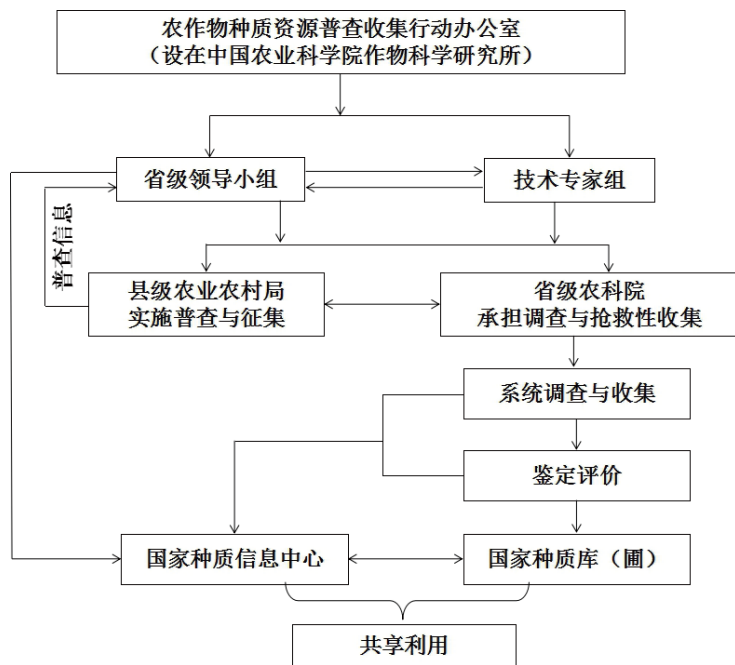 农作物种质资源普查收集行动办公室
（设在中国农业科学院作物科学研究所）
省级领导小组
技术专家组
普查信息
县级农业农村局
实施普查与征集
省级农科院
承担调查与抢救性收集
系统调查与收集
鉴定评价
国家种质信息中心
国家种质库（圃）
共享利用